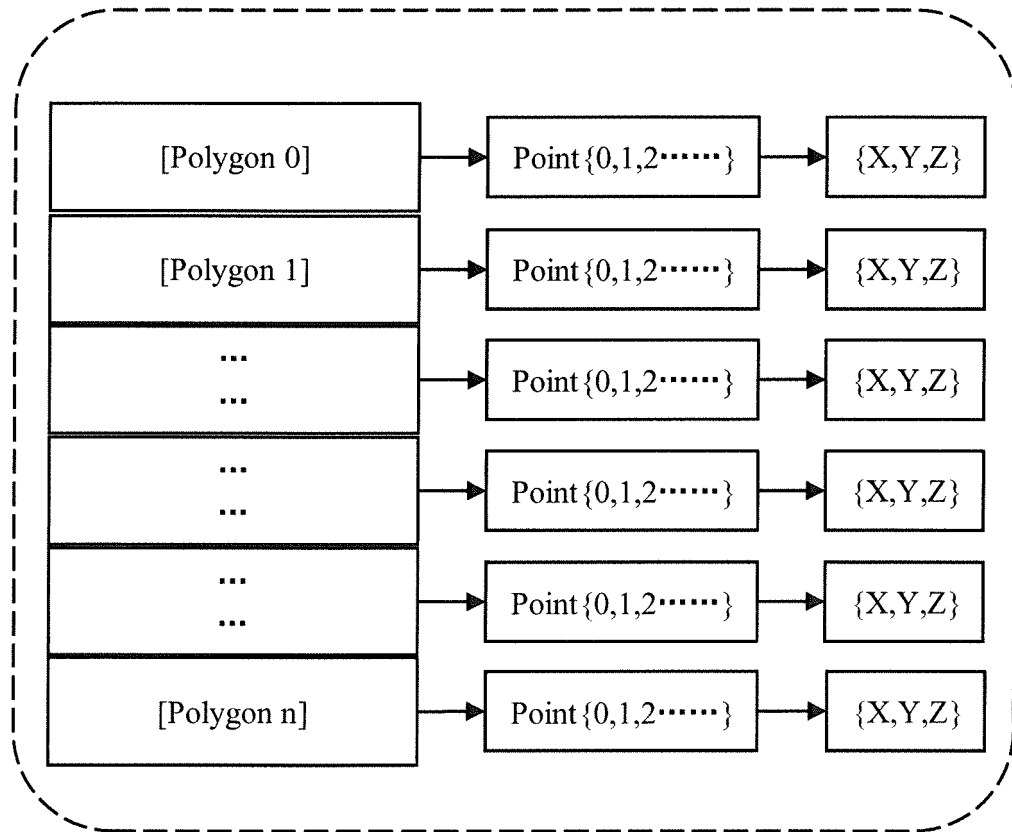 [Polygon 0] Point{0,1,2······} {X,Y,Z}
[Polygon 1] Point{0,1,2······} {X,Y,Z}
...
... Point{0,1,2······} {X,Y,Z}
...
... Point{0,1,2······} {X,Y,Z}
...
... Point{0,1,2······} {X,Y,Z}
[Polygon n] Point{0,1,2······} {X,Y,Z}